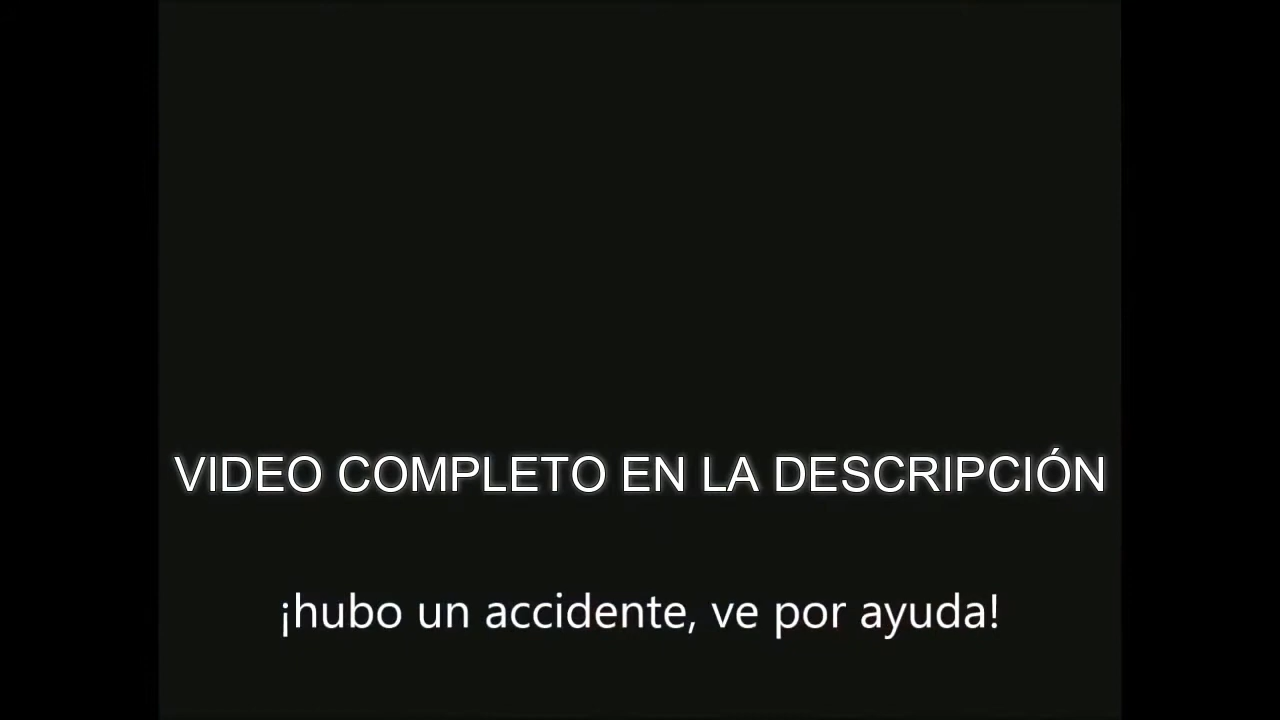 VIDEO COMPLETO EN LA DESCRIPCIÓN
¡hubo un accidente, ve por ayuda!